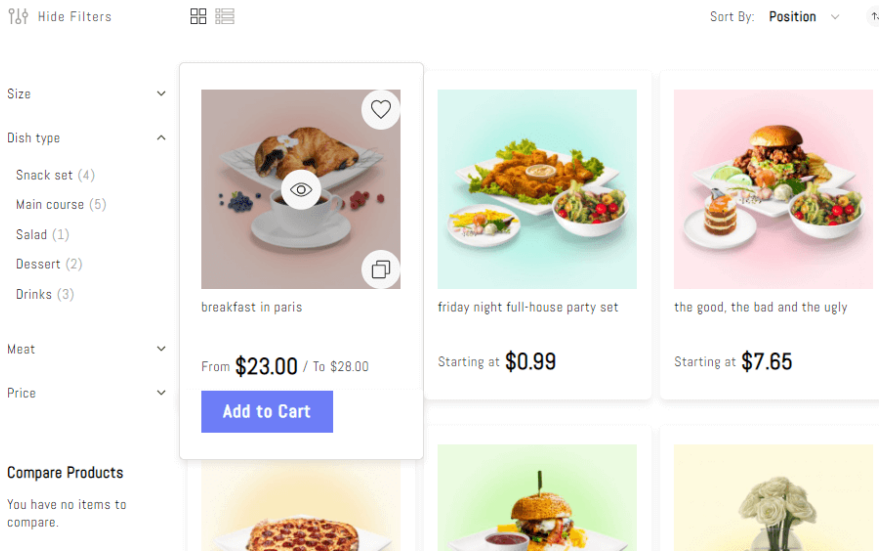 Hide Filters
Sort By: Position
Size
Dish type
Snack set (4)
Main course (5)
Salad (1)
Dessert (2)
Drinks (3)
Meat
Price
Compare Products
You have no items to
compare.
breakfast in paris
From $23.00 / To $28.00
Add to Cart
friday night full-house party set
Starting at $0.99
the good, the bad and the ugly
Starting at $7.65